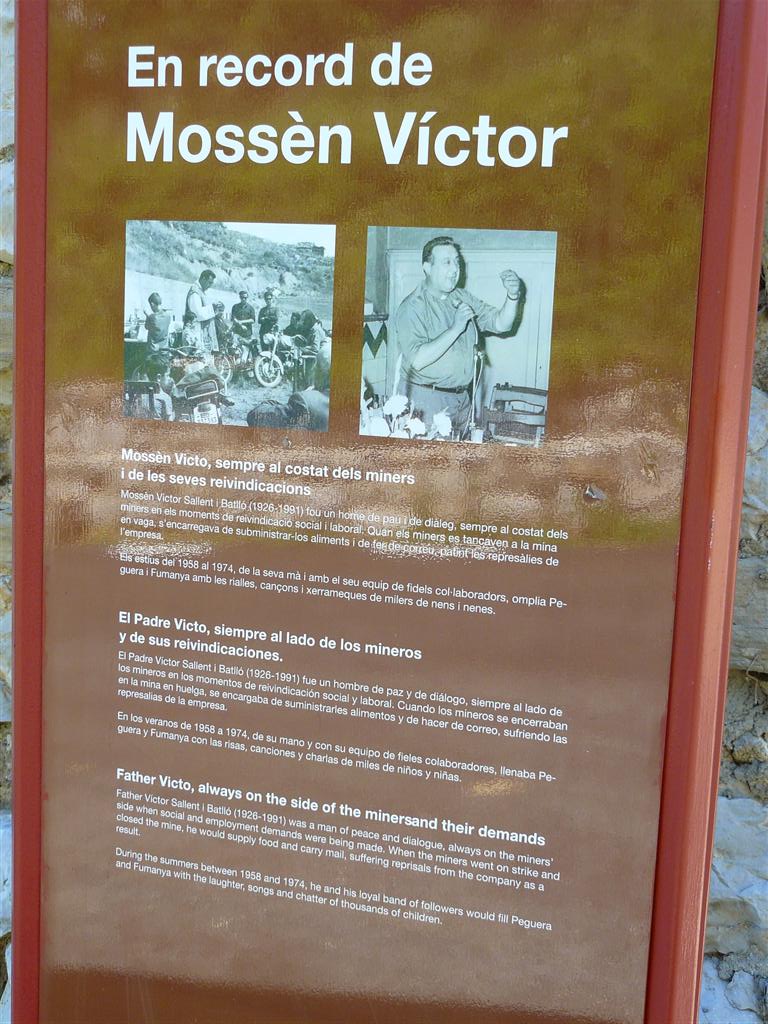 En record de
Mossèn Víctor
Mossèn Victo, sempre al costat dels miners
i de les seves reivindicacions
Mossèn Víctor Sallent i Batlló (1926-1991) fou un home de pau i de diàleg, sempre al costat dels
miners en els moments de reivindicació social i laboral. Quan els miners es tancaven a la mina
en vaga, s'encarregava de subministrar-los aliments i de fer de correu, patint les represàlies de
l'empresa.
Els estius del 1958 al 1974, de la seva mà i amb el seu equip de fidels col·laboradors, omplia Pe-
guera i Fumanya amb les rialles, cançons i xerrameques de milers de nens i nenes.
El Padre Victo, siempre al lado de los mineros
y de sus reivindicaciones.
El Padre Víctor Sallent i Batlló (1926-1991) fue un hombre de paz y de diálogo, siempre al lado de
los mineros en los momentos de reivindicación social y laboral. Cuando los mineros se encerraban
en la mina en huelga, se encargaba de suministrarles alimentos y de hacer de correo, sufriendo las
represalias de la empresa.
En los veranos de 1958 a 1974, de su mano y con su equipo de fieles colaboradores, llenaba Pe-
guera y Fumanya con las risas, canciones y charlas de miles de niños y niñas.
Father Victo, always on the side of the minersand their demands
Father Víctor Sallent i Batlló (1926-1991) was a man of peace and dialogue, always on the miners'
side when social and employment demands were being made. When the miners went on strike and
closed the mine, he would supply food and carry mail, suffering reprisals from the company as a
result.
During the summers between 1958 and 1974, he and his loyal band of followers would fill Peguera
and Fumanya with the laughter, songs and chatter of thousands of children.